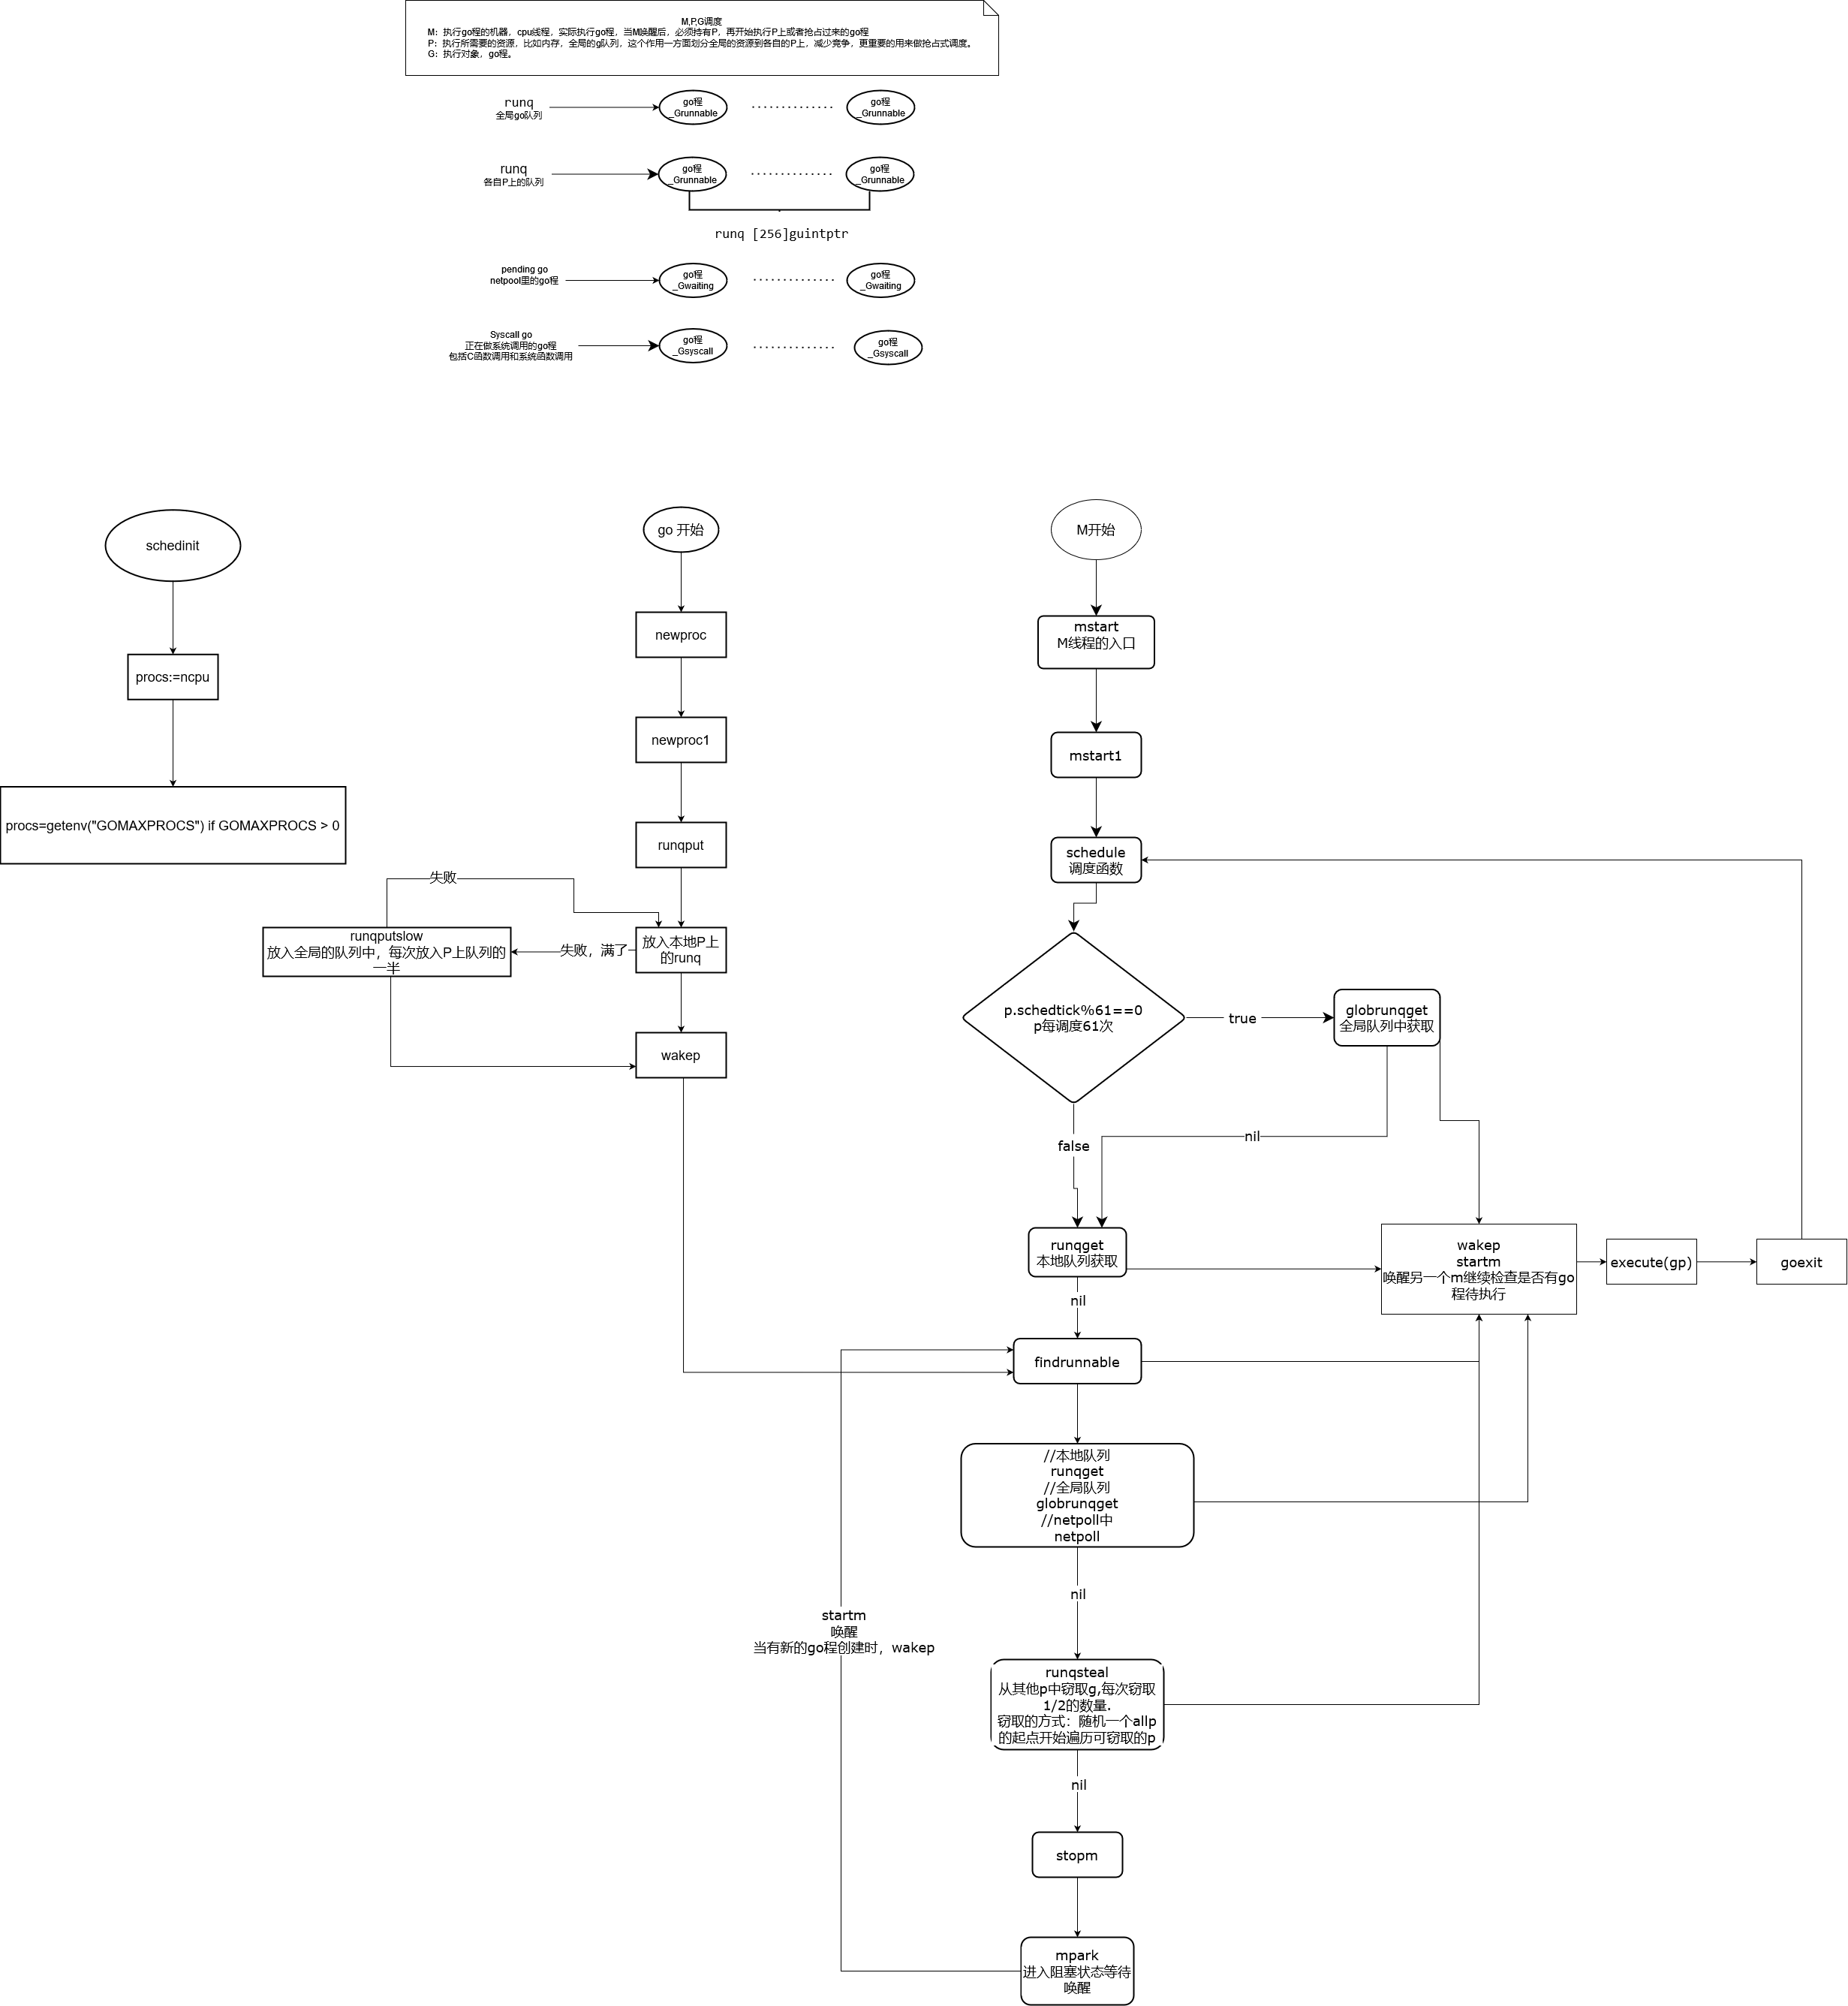 M,P,G调度
M：执行go程的机器，cpu线程，实际执行go程，当M唤醒后，必须持有P，再开始执行P上或者抢占过来的go程
P：执行所需要的资源，比如内存，全局的g队列，这个作用一方面划分全局的资源到各自的P上，减少竞争，更重要的用来做抢占式调度。
G：执行对象，go程。
runq
全局go队列
go程
_Grunnable
go程
_Grunnable
runq
各自P上的队列
go程
_Grunnable
go程
_Grunnable
runq [256]guintptr
pending go
netpool里的go程
go程
_Gwaiting
go程
_Gwaiting
Syscall go
正在做系统调用的go程
包括C函数调用和系统函数调用
go程
_Gsyscall
go程
_Gsyscall
schedinit
procs:=ncpu
procs=getenv("GOMAXPROCS") if GOMAXPROCS > 0
go 开始
newproc
newproc1
runqput
失败
runqputslow
放入全局的队列中，每次放入P上队列的
一半
失败，满了
放入本地P上
的runq
wakep
M开始
mstart
M线程的入口
mstart1
schedule
调度函数
p.schedtick%61==0
p每调度61次
true
globrunqget
全局队列中获取
false
nil
runqget
本地队列获取
wakep
startm
唤醒另一个m继续检查是否有go
程待执行
execute(gp)
goexit
nil
findrunnable
//本地队列
runqget
//全局队列
globrunqget
//netpoll中
netpoll
nil
startm
唤醒
当有新的go程创建时，wakep
runqsteal
从其他p中窃取g,每次窃取
1/2的数量.
窃取的方式：随机一个allp
的起点开始遍历可窃取的p
nil
stopm
mpark
进入阻塞状态等待
唤醒